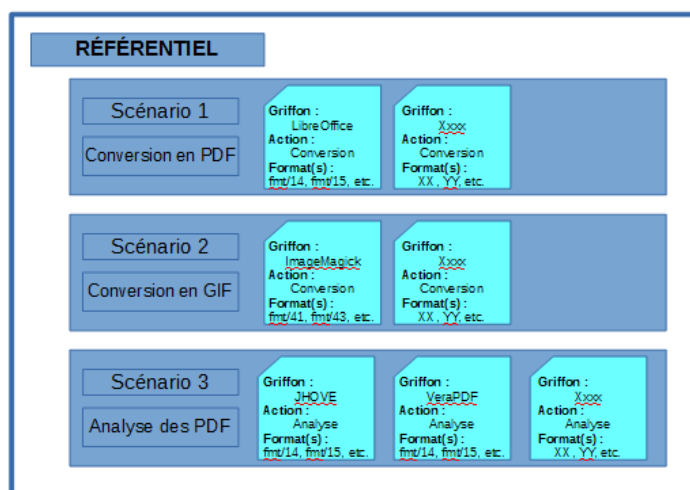 RÉFÉRENTIEL
Scénario 1
Conversion en PDF
Griffon :
LibreOffice
Action :
Conversion
Format(s) :
fmt/14, fmt/15, etc.
Griffon :
Xxxx
Action :
Conversion
Format(s) :
XX , YY, etc.
Scénario 2
Conversion en GIF
Griffon :
ImageMagick
Action :
Conversion
Format(s) :
fmt/41, fmt/43, etc.
Griffon :
Xxxx
Action :
Conversion
Format(s) :
XX , YY, etc.
Scénario 3
Analyse des PDF
Griffon :
JHOVE
Action :
Analyse
Format(s) :
fmt/14, fmt/15, etc.
Griffon :
VeraPDF
Action :
Analyse
Format(s) :
fmt/14, fmt/15, etc.
Griffon :
Xxxx
Action :
Analyse
Format(s) :
XX , YY, etc.